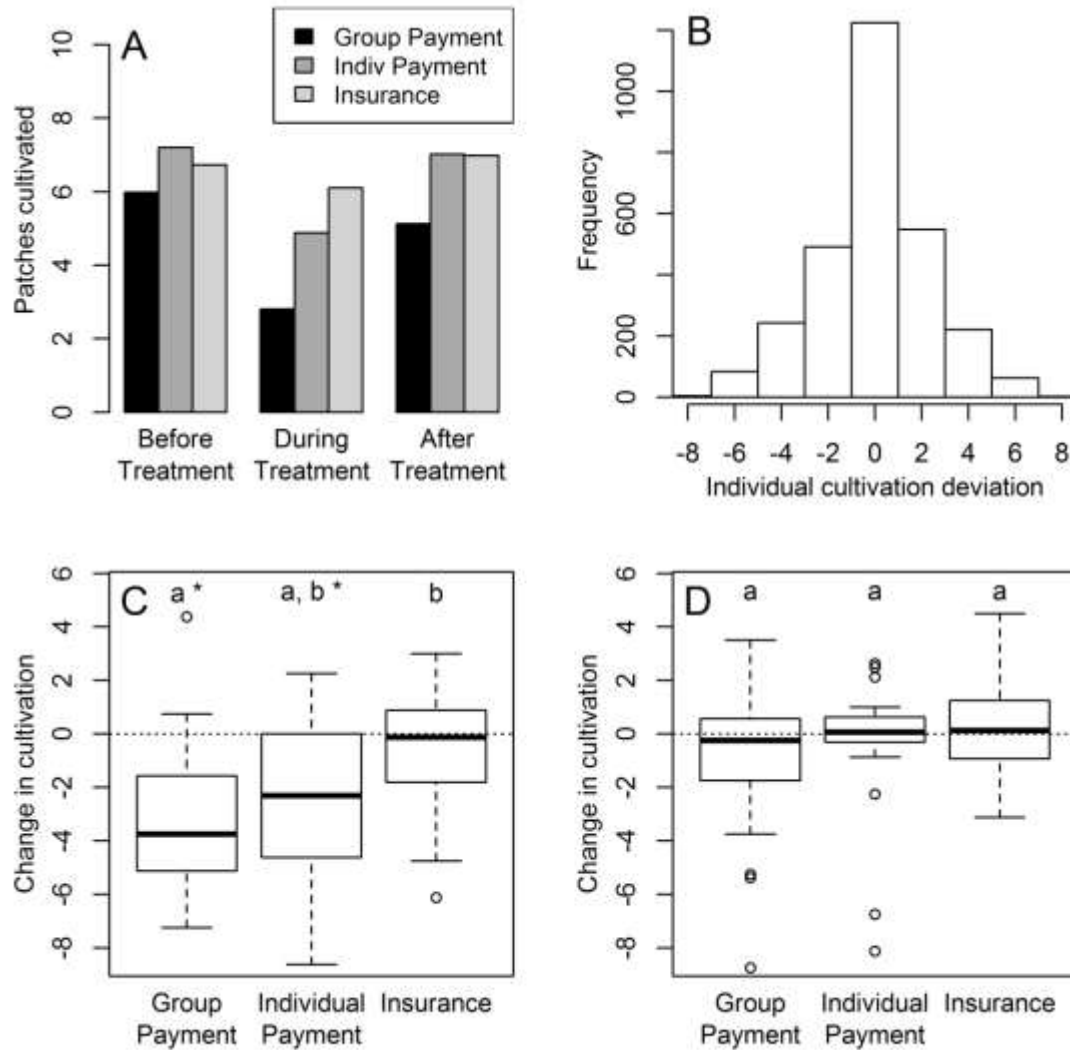 A
Group Payment
Indiv Payment
Insurance
Patches cultivated
10
8
6
4
2
0
Before
Treatment
During
Treatment
After
Treatment
B
Frequency
1000
600
200
0
-8 -6 -4 -2 0 2 4 6 8
Individual cultivation deviation
C
a *
a, b *
b
Change in cultivation
6
4
2
0
-2
-4
-6
-8
Group
Payment
Individual
Payment
Insurance
D
a
a
a
Change in cultivation
6
4
2
0
-2
-4
-6
-8
Group
Payment
Individual
Payment
Insurance